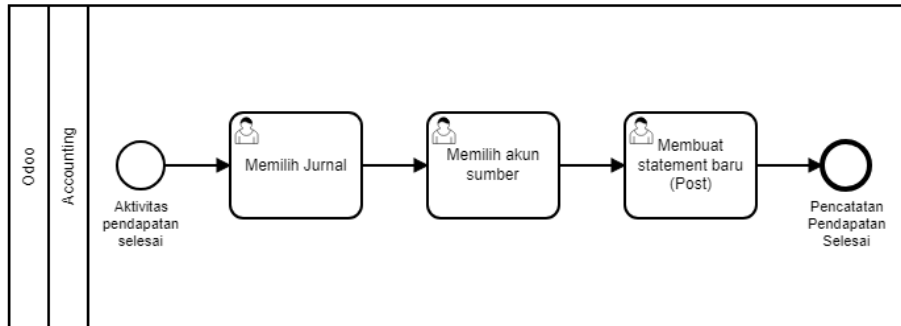 Odoo
Accounting
Aktivitas
pendapatan
selesai
Memilih Jurnal
Memilih akun
sumber
Membuat
statement baru
(Post)
Pencatatan
Pendapatan
Selesai